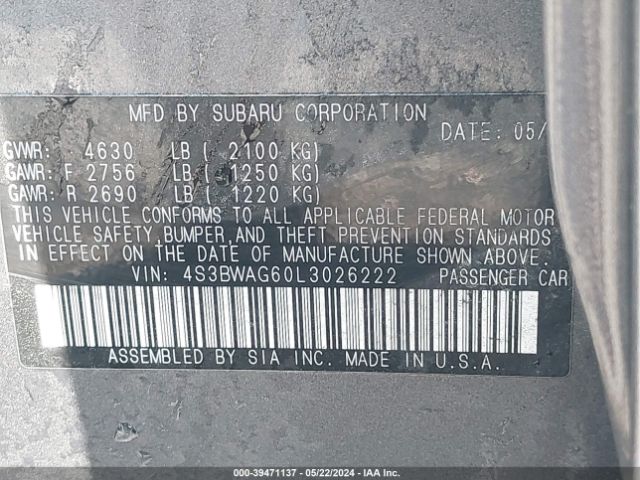 MFD BY SUBARU CORPORATION
DATE: 05/
GVWR: 4630 LB ( 2100 KG)
GAWR: F 2756 LB ( 1250 KG)
GAWR: R 2690 LB ( 1220 KG)
THIS VEHICLE CONFORMS TO ALL APPLICABLE FEDERAL MOTOR
VEHICLE SAFETY, BUMPER, AND THEFT PREVENTION STANDARDS
IN EFFECT ON THE DATE OF MANUFACTURE SHOWN ABOVE.
VIN: 4S3BWAG60L3026222 PASSENGER CAR
ASSEMBLED BY SIA INC. MADE IN U.S.A.
000-39471137 - 05/22/2024 - IAA Inc.